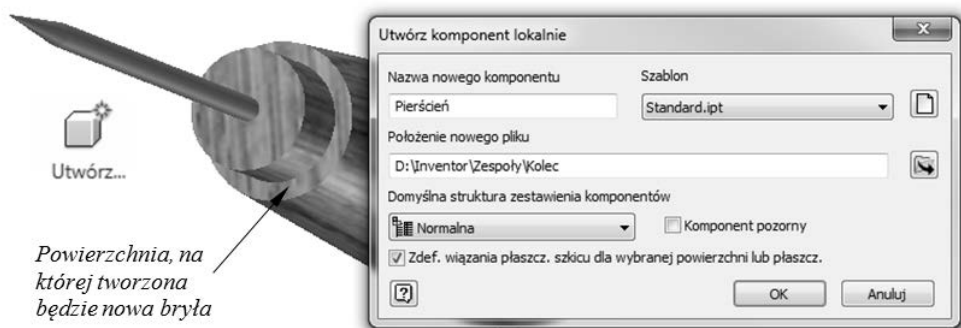 Utwórz...
Powierzchnia, na
której tworzona
będzie nowa bryła
Utwórz komponent lokalnie
Nazwa nowego komponentu
Szablon
Pierścień
Standard.ipt
Położenie nowego pliku
D:\Inventor\Zespoły\Kolec
Domyślna struktura zestawienia komponentów
Normalna
Komponent pozorny
Zdef. wiązania płaszcz. szkicu dla wybranej powierzchni lub płaszcz.
OK
Anuluj